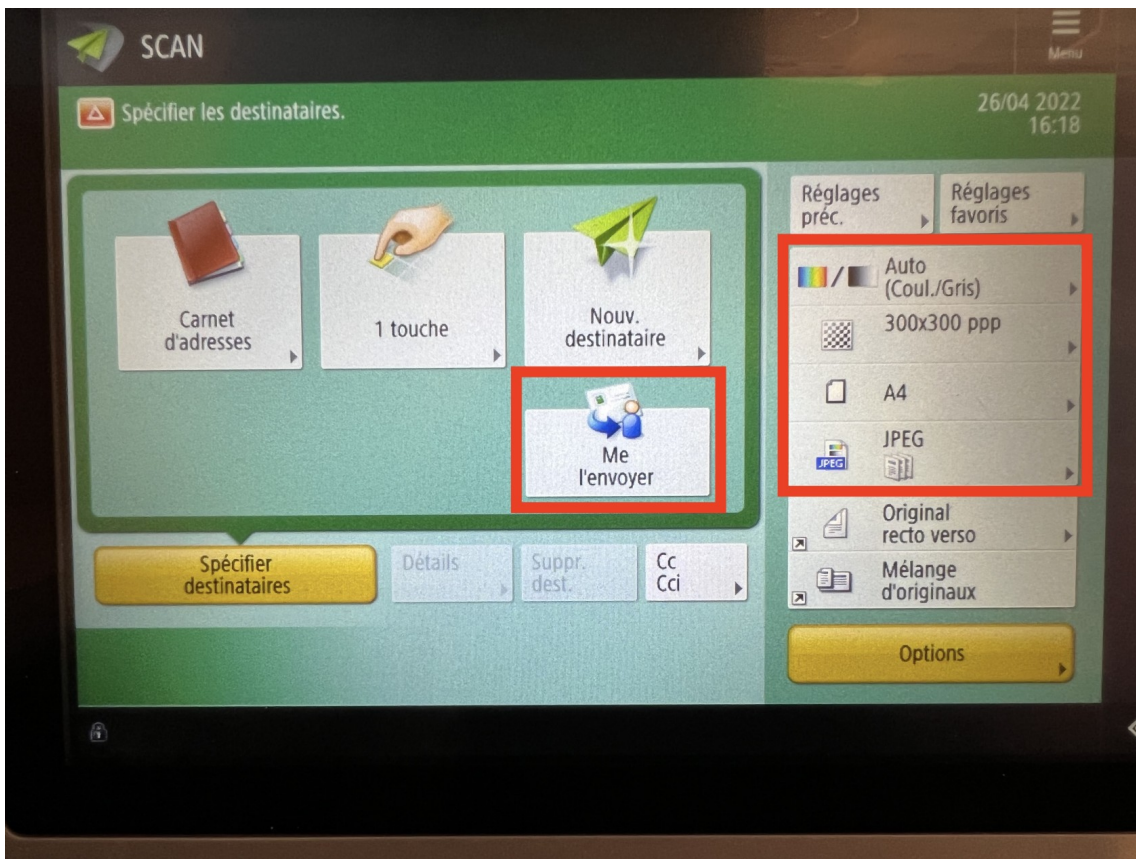 SCAN
Menu
Spécifier les destinataires.
26/04 2022
16:18
Réglages
préc.
Réglages
favoris
Carnet
d'adresses
1 touche
Nouv.
destinataire
Me
l'envoyer
Auto
(Coul./Gris)
300x300 ppp
A4
JPEG
JPEG
Original
recto verso
Mélange
d'originaux
Spécifier
destinataires
Détails
Suppr.
dest.
Cc
Cci
Options